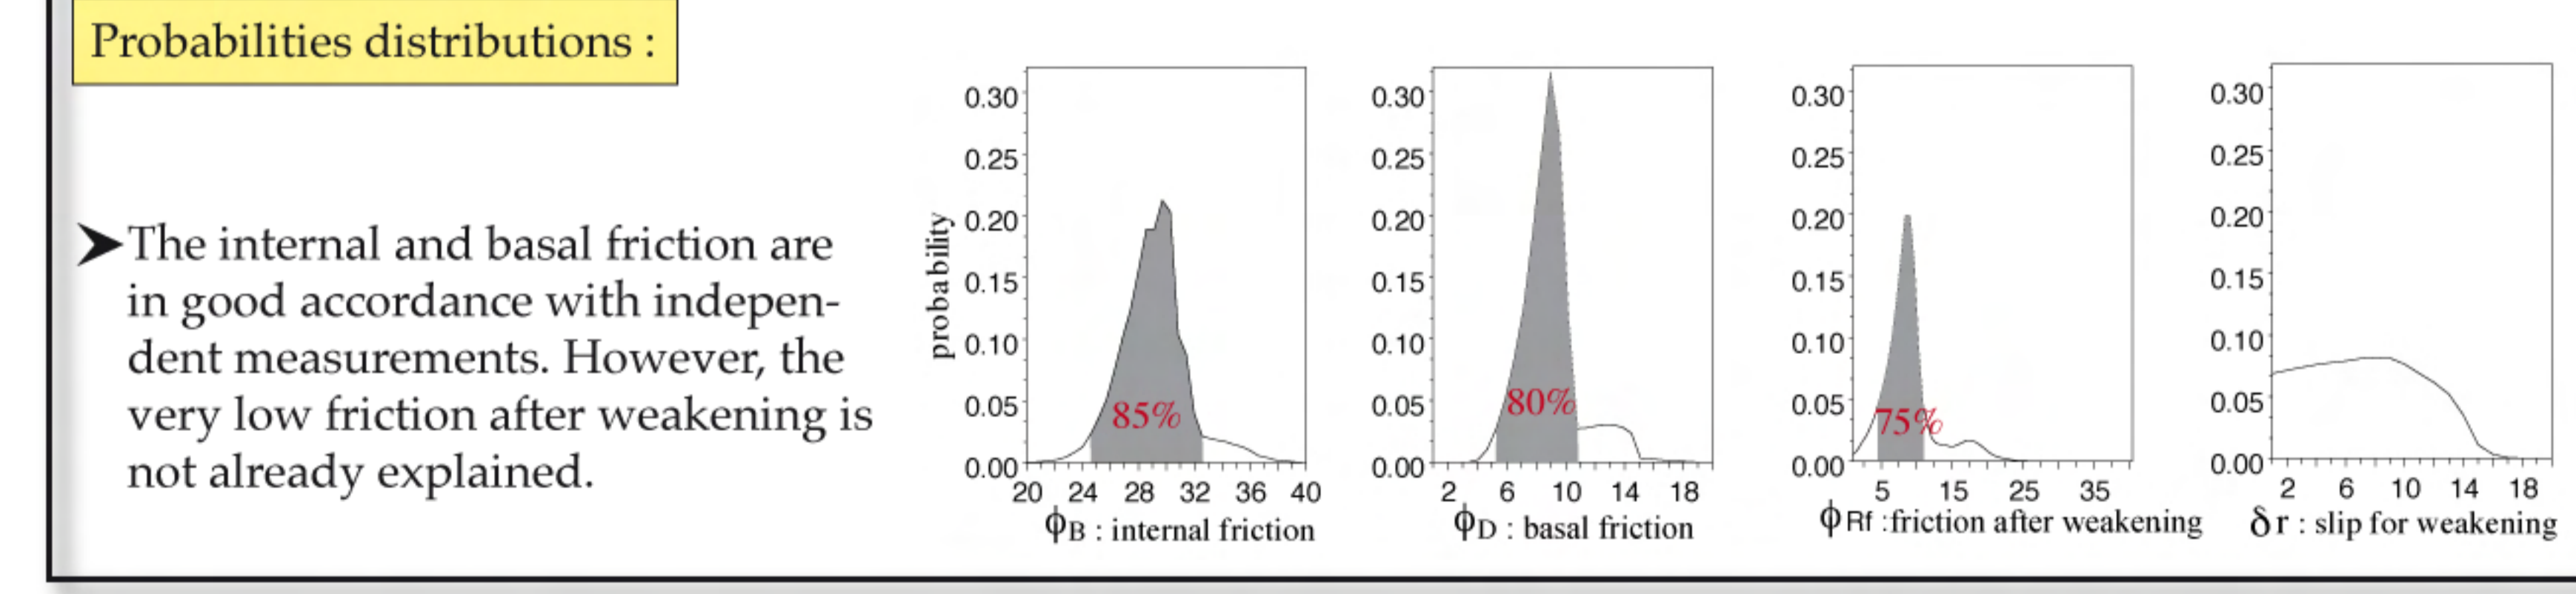 Probabilities distributions :
➤The internal and basal friction are
in good accordance with indepen-
dent measurements. However, the
very low friction after weakening is
not already explained.
probability
0.30
0.25
0.20
0.15
0.10
0.05
0.00
85%
20 24 28 32 36 40
ϕB : internal friction
0.30
0.25
0.20
0.15
0.10
0.05
0.00
80%
2 6 10 14 18
ϕD : basal friction
0.30
0.25
0.20
0.15
0.10
0.05
0.00
75%
5 15 25 35
ϕRf :friction after weakening
0.30
0.25
0.20
0.15
0.10
0.05
0.00
2 6 10 14 18
δr : slip for weakening